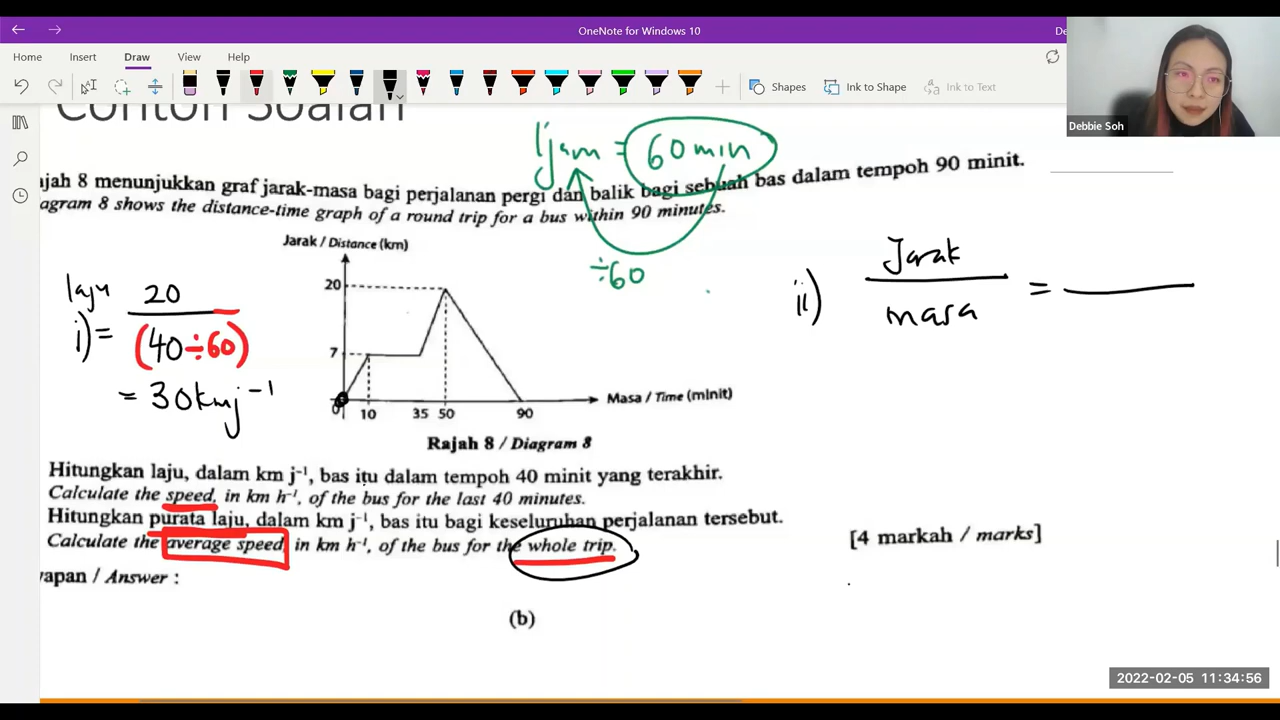 OneNote for Windows 10
De
Home Insert Draw View Help
Shapes Ink to Shape Ink to Text
Debbie Soh
Contoh Soalan
1jam = 60 min
÷60
ajah 8 menunjukkan graf jarak-masa bagi perjalanan pergi dan balik bagi sebuah bas dalam tempoh 90 minit.
agram 8 shows the distance-time graph of a round trip for a bus within 90 minutes.
Jarak / Distance (km)
20
7
0 10 35 50 90
Masa / Time (minit)
Rajah 8 / Diagram 8
laju
i) = 20
(40÷60)
= 30kmj⁻¹
ii) Jarak
masa
=
Hitungkan laju, dalam km j⁻¹, bas itu dalam tempoh 40 minit yang terakhir.
Calculate the speed, in km h⁻¹, of the bus for the last 40 minutes.
Hitungkan purata laju, dalam km j⁻¹, bas itu bagi keseluruhan perjalanan tersebut.
Calculate the average speed, in km h⁻¹, of the bus for the whole trip.
[4 markah / marks]
vapan / Answer :
(b)
2022-02-05 11:34:56